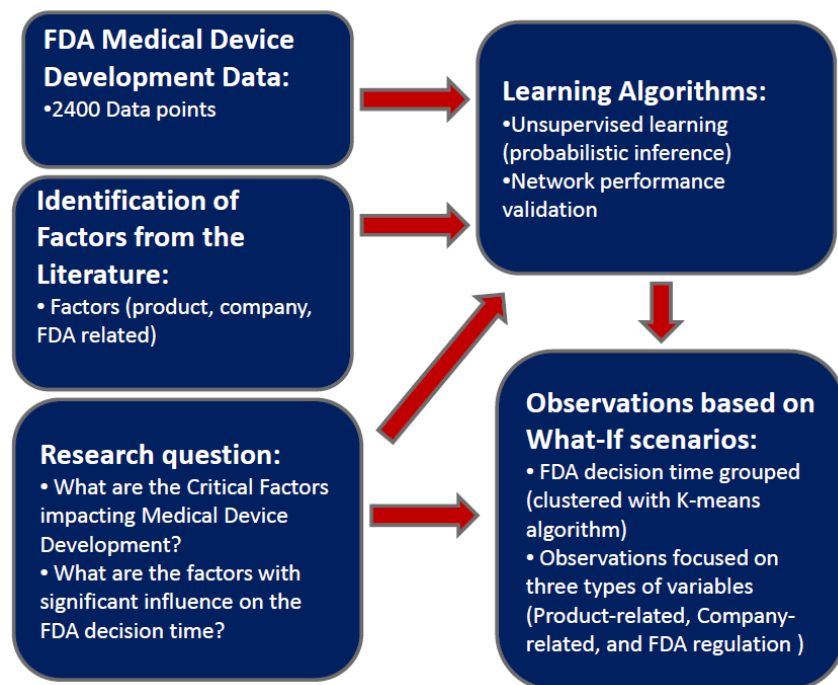 FDA Medical Device
Development Data:
•2400 Data points
Identification of
Factors from the
Literature:
• Factors (product, company,
FDA related)
Research question:
• What are the Critical Factors
impacting Medical Device
Development?
• What are the factors with
significant influence on the
FDA decision time?
Learning Algorithms:
•Unsupervised learning
(probabilistic inference)
•Network performance
validation
Observations based on
What-If scenarios:
• FDA decision time grouped
(clustered with K-means
algorithm)
• Observations focused on
three types of variables
(Product-related, Company-
related, and FDA regulation )